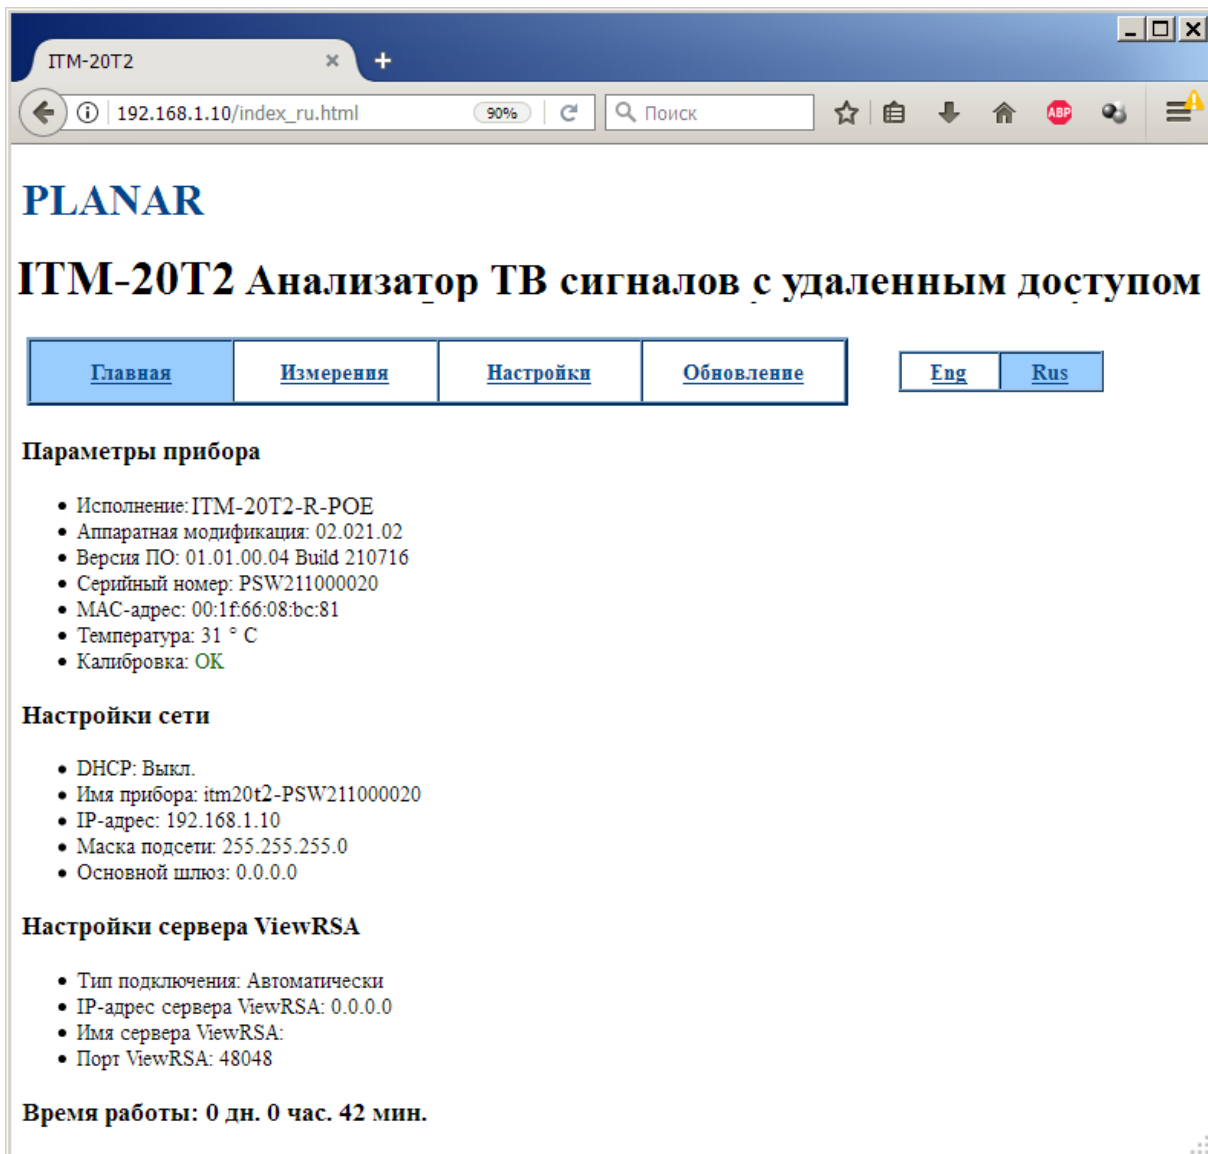 ITM-20T2
192.168.1.10/index_ru.html 90% Поиск ABP
PLANAR
ITM-20T2 Анализатор ТВ сигналов с удаленным доступом
Главная Измерения Настройки Обновление Eng Rus
Параметры прибора
Исполнение: ITM-20T2-R-POE
Аппаратная модификация: 02.021.02
Версия ПО: 01.01.00.04 Build 210716
Серийный номер: PSW211000020
MAC-адрес: 00:1f:66:08:bc:81
Температура: 31 ° C
Калибровка: OK
Настройки сети
DHCP: Выкл.
Имя прибора: itm20t2-PSW211000020
IP-адрес: 192.168.1.10
Маска подсети: 255.255.255.0
Основной шлюз: 0.0.0.0
Настройки сервера ViewRSA
Тип подключения: Автоматически
IP-адрес сервера ViewRSA: 0.0.0.0
Имя сервера ViewRSA:
Порт ViewRSA: 48048
Время работы: 0 дн. 0 час. 42 мин.